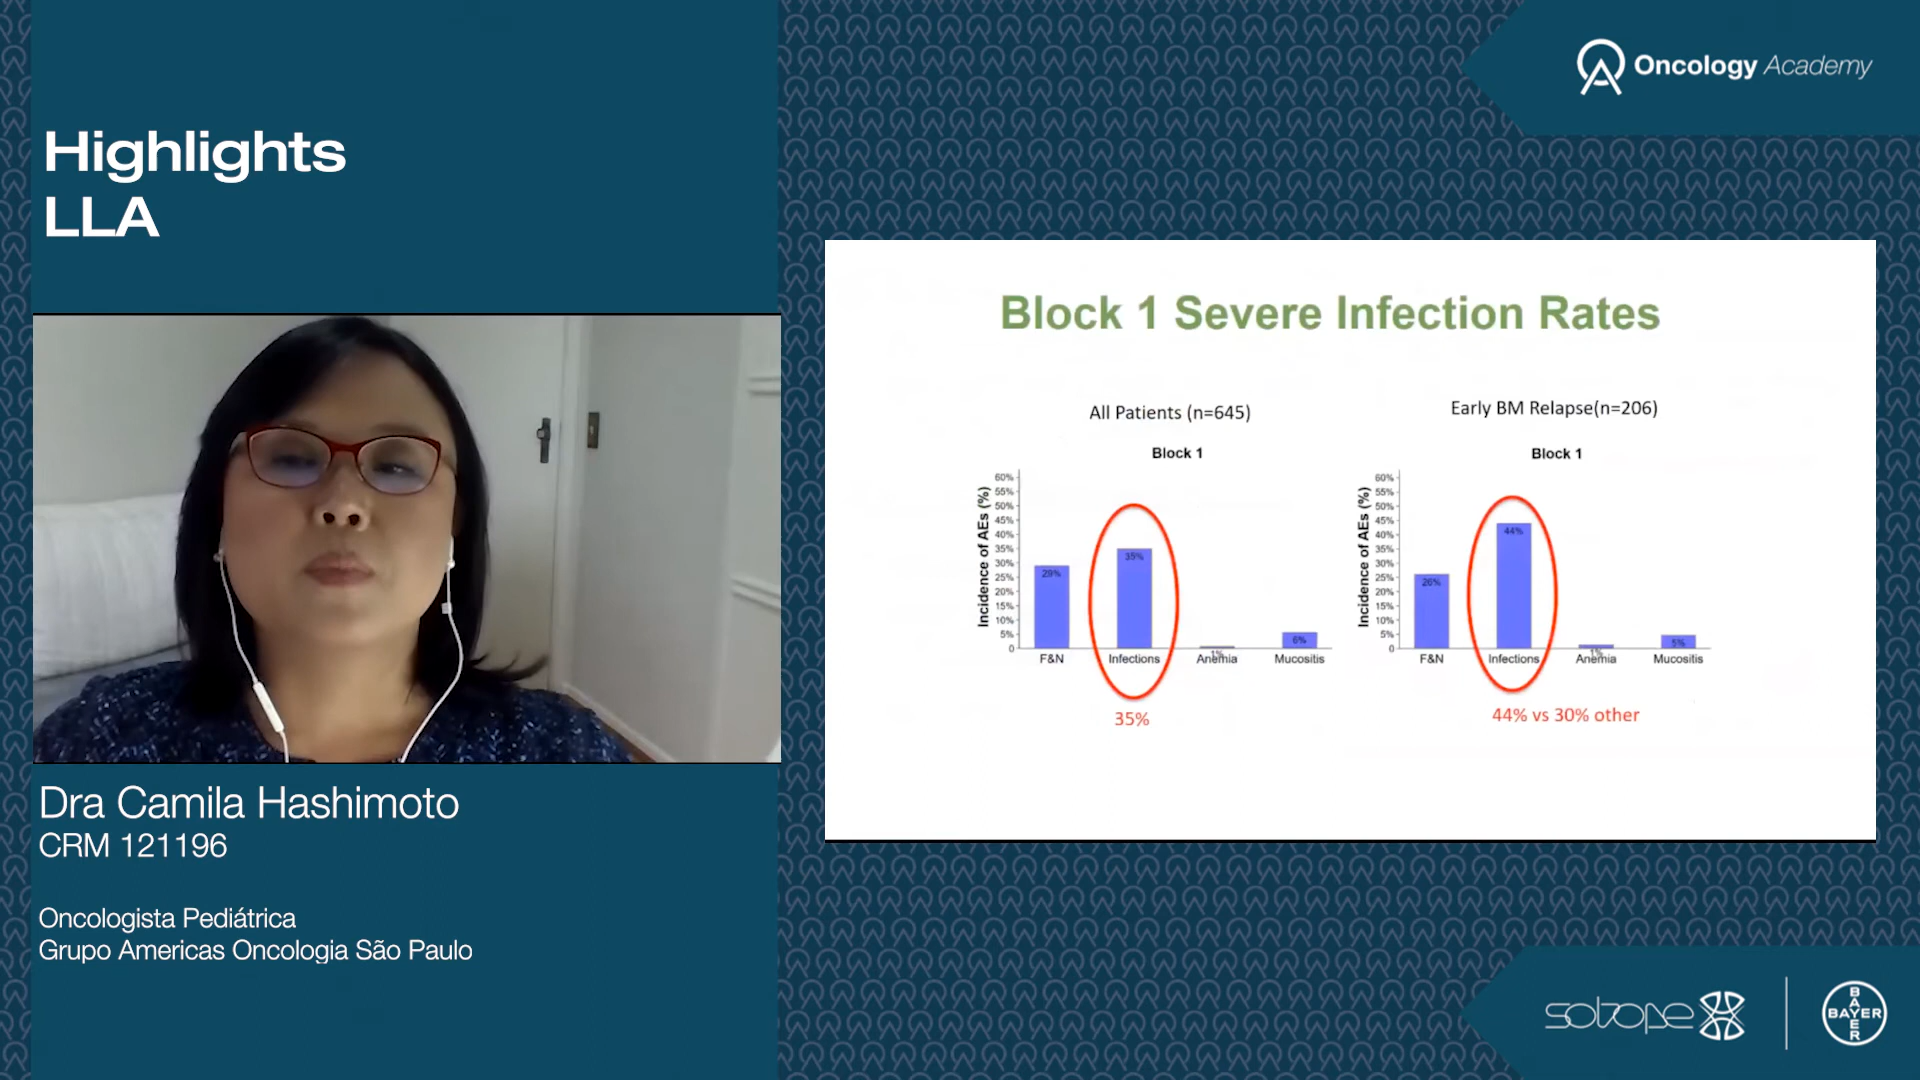 Highlights
LLA
Dra Camila Hashimoto
CRM 121196
Oncologista Pediátrica
Grupo Americas Oncologia São Paulo
Oncology Academy
Block 1 Severe Infection Rates
All Patients (n=645)
Block 1
Incidence of AEs (%)
60%
55%
50%
45%
40%
35%
30%
25%
20%
15%
10%
5%
0
29%
35%
1%
6%
F&N
Infections
Anemia
Mucositis
35%
Early BM Relapse(n=206)
Block 1
Incidence of AEs (%)
60%
55%
50%
45%
40%
35%
30%
25%
20%
15%
10%
5%
0
26%
44%
1%
5%
F&N
Infections
Anemia
Mucositis
44% vs 30% other
sobope
BAYER
BAYER